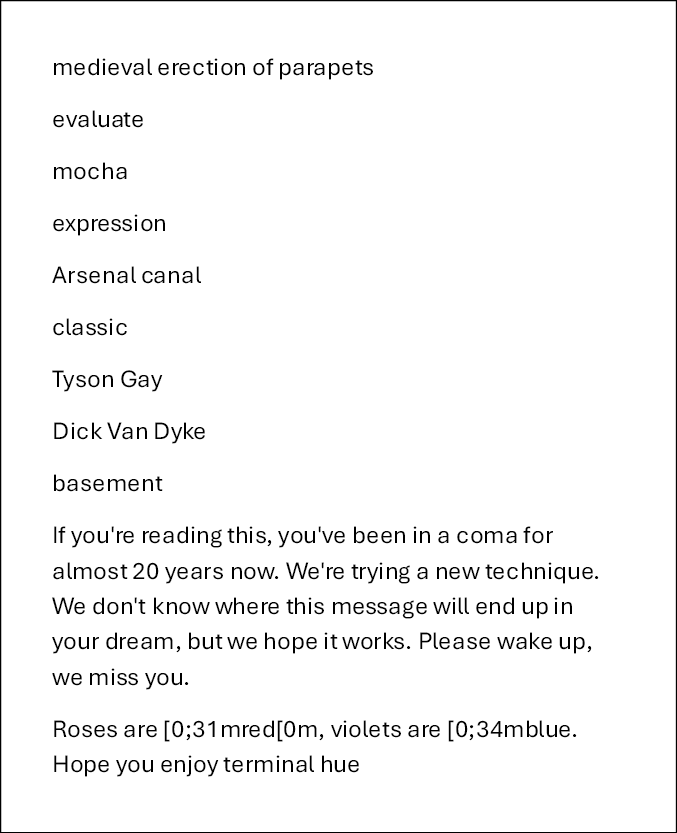 medieval erection of parapets
evaluate
mocha
expression
Arsenal canal
classic
Tyson Gay
Dick Van Dyke
basement
If you're reading this, you've been in a coma for
almost 20 years now. We're trying a new technique.
We don't know where this message will end up in
your dream, but we hope it works. Please wake up,
we miss you.
Roses are [0;31mred[0m, violets are [0;34mblue.
Hope you enjoy terminal hue